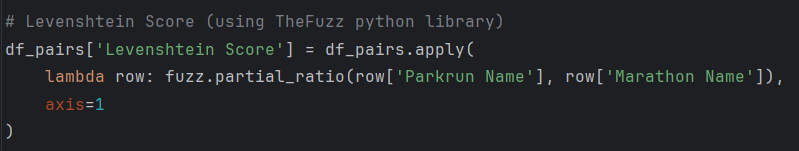 # Levenshtein Score (using TheFuzz python library)
df_pairs['Levenshtein Score'] = df_pairs.apply(
    lambda row: fuzz.partial_ratio(row['Parkrun Name'], row['Marathon Name']),
    axis=1
)